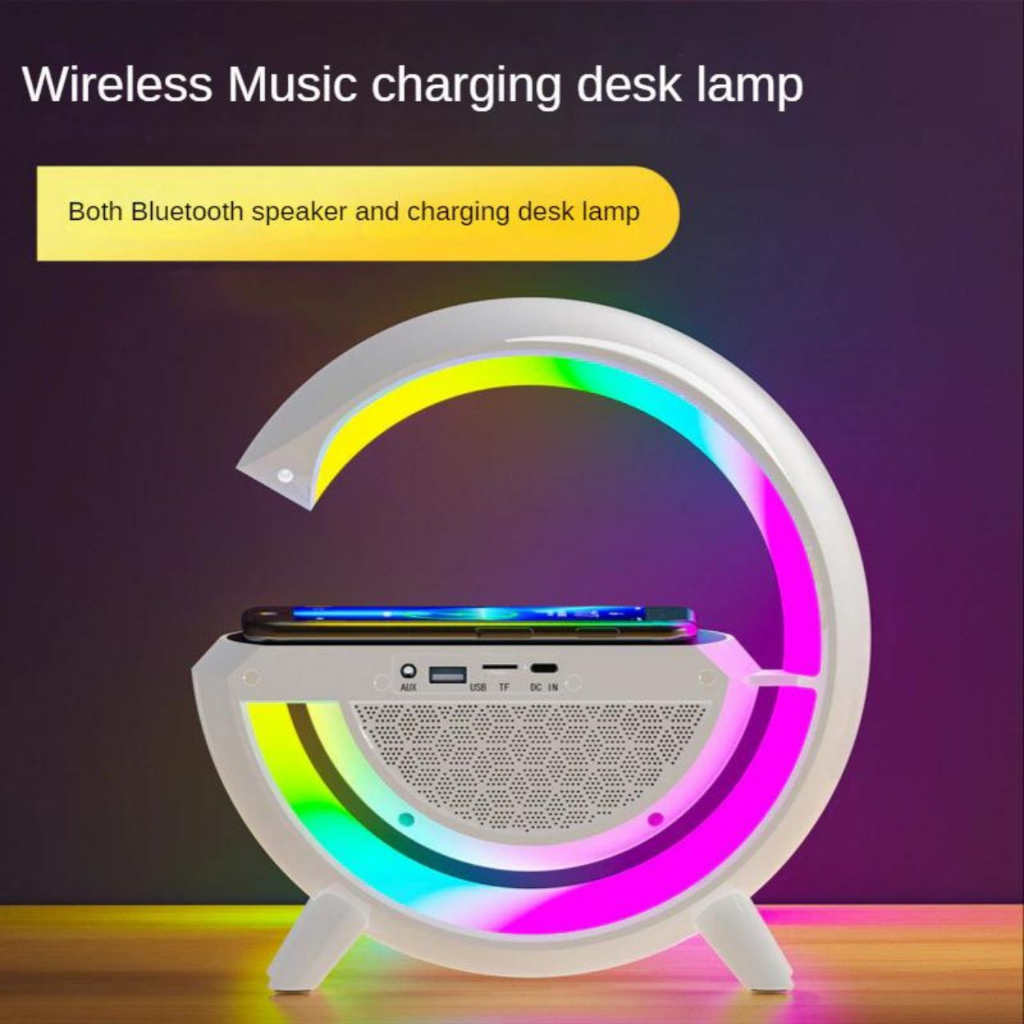 Wireless Music charging desk lamp
Both Bluetooth speaker and charging desk lamp
AUX USB TF DC IN